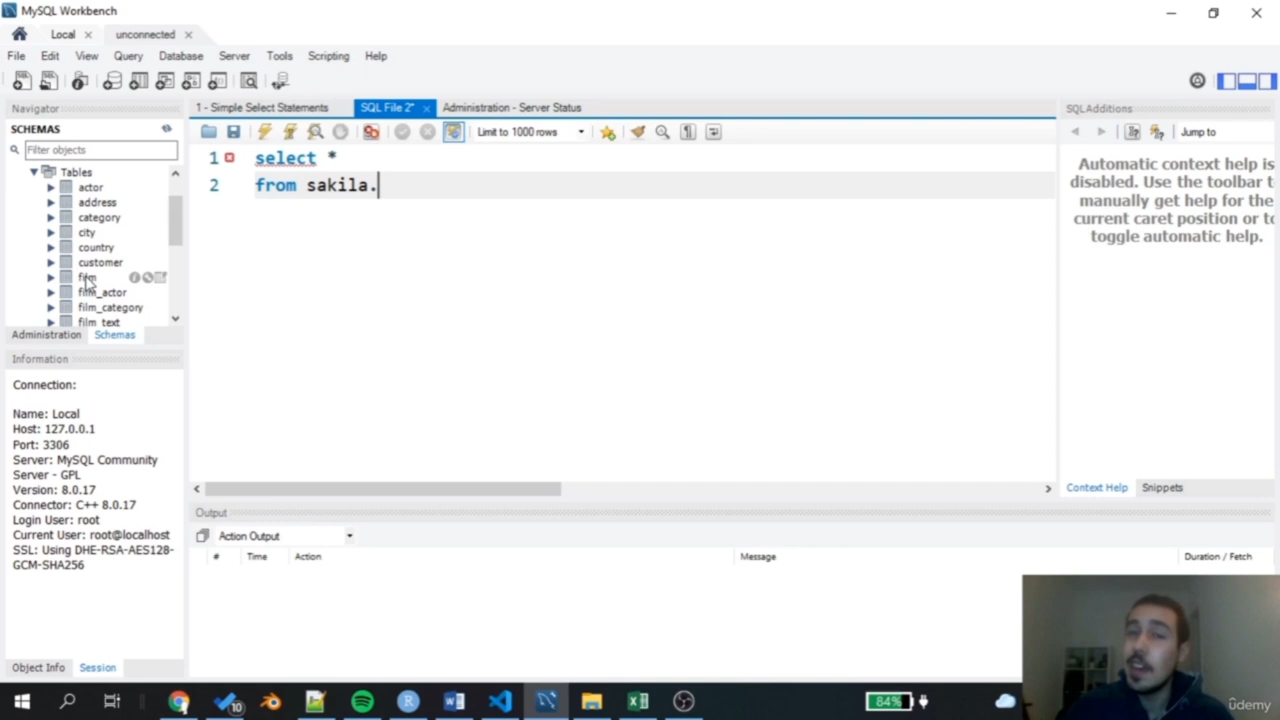 MySQL Workbench
Local
unconnected
File Edit View Query Database Server Tools Scripting Help
Navigator
SCHEMAS
Filter objects
Tables
actor
address
category
city
country
customer
film
film_actor
film_category
film_text
Administration Schemas
Information
Connection:
Name: Local
Host: 127.0.0.1
Port: 3306
Server: MySQL Community
Server - GPL
Version: 8.0.17
Connector: C++ 8.0.17
Login User: root
Current User: root@localhost
SSL: Using DHE-RSA-AES128-
GCM-SHA256
Object Info Session
1 - Simple Select Statements
SQL File 2*
Administration - Server Status
Limit to 1000 rows
1 select *
2 from sakila.
Output
Action Output
# Time Action Message Duration / Fetch
SQLAdditions
Jump to
Automatic context help is
disabled. Use the toolbar t
manually get help for the
current caret position or to
toggle automatic help.
Context Help Snippets
10
84%
ûdemy